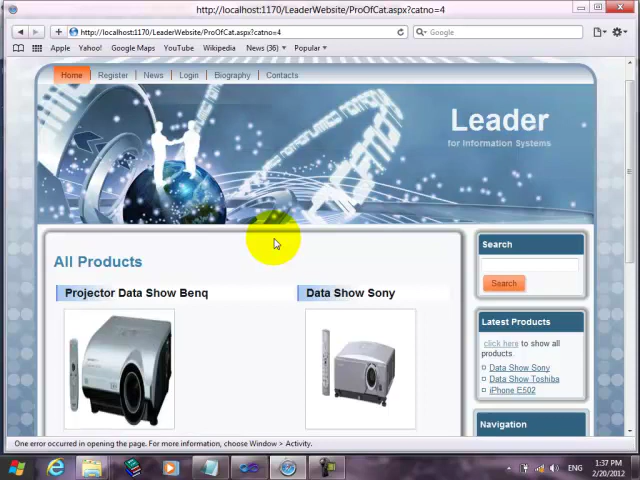 http://localhost:1170/LeaderWebsite/ProOfCat.aspx?catno=4
http://localhost:1170/LeaderWebsite/ProOfCat.aspx?catno=4
Google
Apple Yahoo! Google Maps YouTube Wikipedia News (36) Popular
Home Register News Login Biography Contacts
Leader
for Information Systems
All Products
Projector Data Show Benq
Data Show Sony
Search
Search
Latest Products
click here to show all
products.
Data Show Sony
Data Show Toshiba
iPhone E502
Navigation
One error occurred in opening the page. For more information, choose Window > Activity.
ENG
1:37 PM
2/20/2012